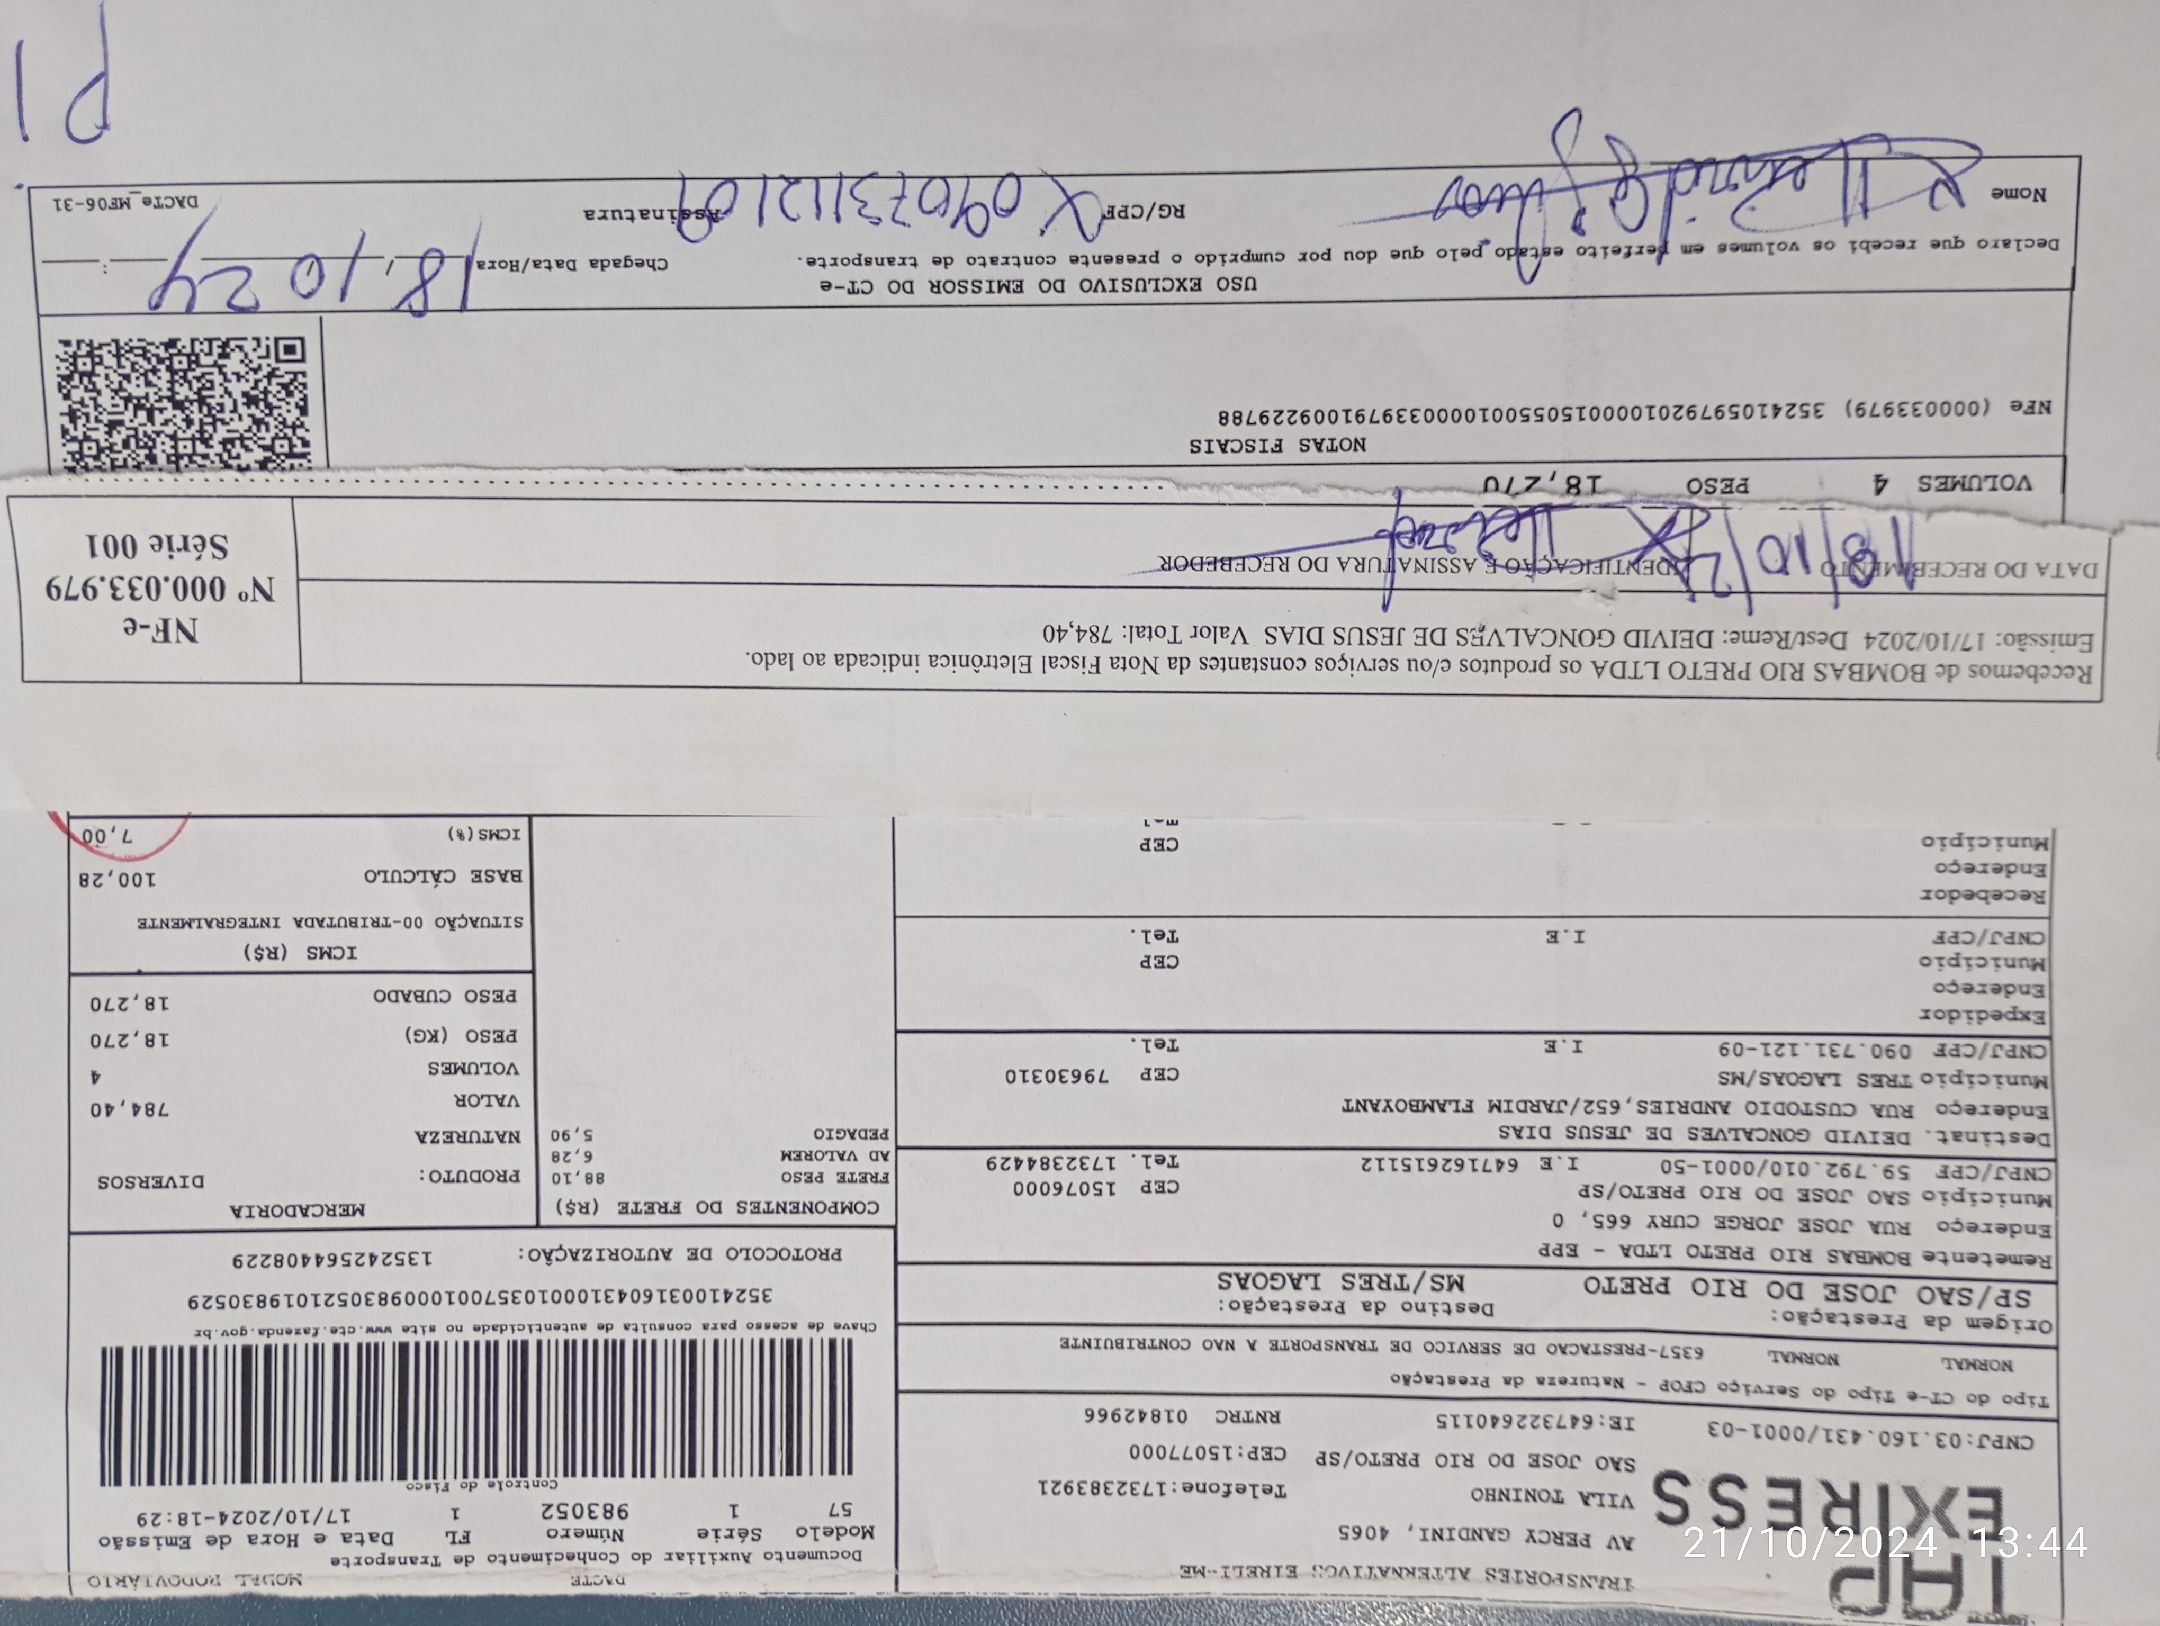 TRANSPORTES ALTERNATIVOS EIRELI-ME
AV PERCY GANDINI, 4065
VILA TONINHO Telefone:1732383921
SAO JOSE DO RIO PRETO/SP CEP:15077000
CNPJ:03.160.431/0001-03 IE:647322640115 RNTRC 01842966
DACTE MODAL RODOVIÁRIO
Documento Auxiliar do Conhecimento de Transporte
Modelo Série Número FL Data e Hora de Emissão
57 1 983052 1 17/10/2024-18:29
Controle do Fisco
Chave de acesso para consulta de autenticidade no site www.cte.fazenda.gov.br
35241003160431000103570010009830521019830529
PROTOCOLO DE AUTORIZAÇÃO: 135242564408229
Tipo do CT-e Tipo do Serviço CFOP - Natureza da Prestação
NORMAL NORMAL 6357-PRESTACAO DE SERVICO DE TRANSPORTE A NAO CONTRIBUINTE
Origem da Prestação: Destino da Prestação:
SP/SAO JOSE DO RIO PRETO MS/TRES LAGOAS
Remetente BOMBAS RIO PRETO LTDA - EPP
Endereço RUA JOSE JORGE CURY 665, 0
Município SAO JOSE DO RIO PRETO/SP CEP 15076000
CNPJ/CPF 59.792.010/0001-50 I.E 647162615112 Tel. 1732384429
Destinat. DEIVID GONCALVES DE JESUS DIAS
Endereço RUA CUSTODIO ANDRIES,652/JARDIM FLAMBOYANT
Município TRES LAGOAS/MS CEP 79630310
CNPJ/CPF 090.731.121-09 I.E Tel.
Expedidor
Endereço
Município CEP
CNPJ/CPF I.E Tel.
Recebedor
Endereço
Município CEP
COMPONENTES DO FRETE (R$)
FRETE PESO 88,10
AD VALOREM 6,28
PEDAGIO 5,90
MERCADORIA
PRODUTO: DIVERSOS
NATUREZA
VALOR 784,40
VOLUMES 4
PESO (KG) 18,270
PESO CUBADO 18,270
ICMS (R$)
SITUAÇÃO 00-TRIBUTADA INTEGRALMENTE
BASE CÁLCULO 100,28
ICMS(%) 7,00
Recebemos de BOMBAS RIO PRETO LTDA os produtos e/ou serviços constantes da Nota Fiscal Eletrônica indicada ao lado.
Emissão: 17/10/2024 Dest/Reme: DEIVID GONCALVES DE JESUS DIAS Valor Total: 784,40
DATA DO RECEBIMENTO IDENTIFICAÇÃO E ASSINATURA DO RECEBEDOR
18/10/
NF-e
Nº 000.033.979
Série 001
VOLUMES 4 PESO 18,270
NOTAS FISCAIS
NFe (000033979) 35241059792010000150550010000339791009229788
USO EXCLUSIVO DO EMISSOR DO CT-e
Declaro que recebi os volumes em perfeito estado pelo que dou por cumprido o presente contrato de transporte.
Chegada Data/Hora 18,10 24
Nome RG/CPF X 09073112109 Assinatura
DACTe_MF06-31
21/10/2024 13:44